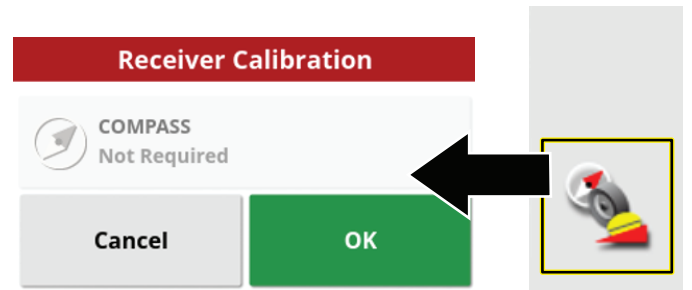 Receiver Calibration
COMPASS
Not Required
Cancel
OK